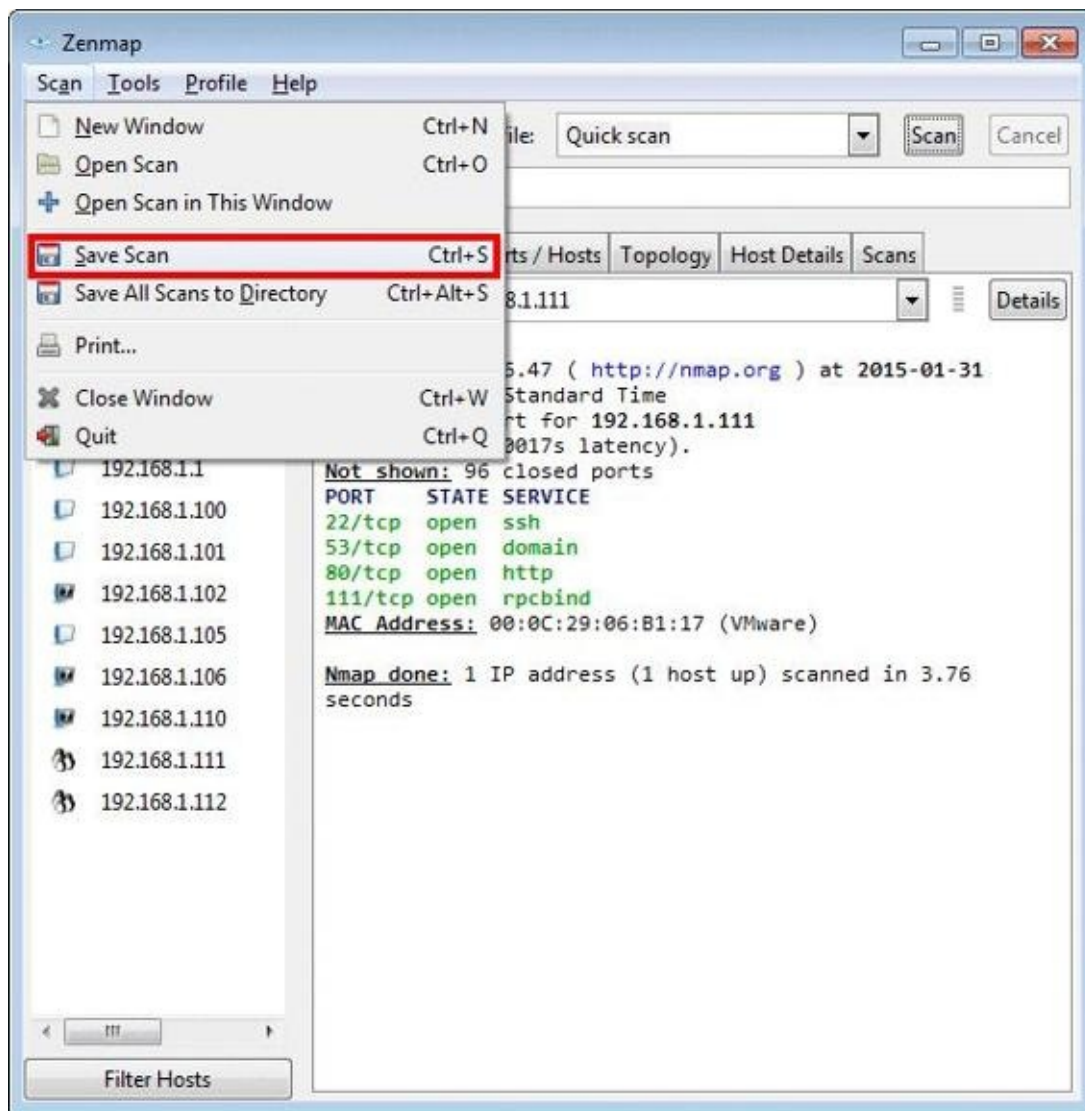 Zenmap
Scan Tools Profile Help
New Window Ctrl+N
Open Scan Ctrl+O
Open Scan in This Window
Save Scan Ctrl+S
Save All Scans to Directory Ctrl+Alt+S
Print...
Close Window Ctrl+W
Quit Ctrl+Q
file: Quick scan Scan Cancel
rts / Hosts Topology Host Details Scans
8.1.111 Details
.47 ( http://nmap.org ) at 2015-01-31
Standard Time
rt for 192.168.1.111
0017s latency).
Not shown: 96 closed ports
PORT STATE SERVICE
22/tcp open ssh
53/tcp open domain
80/tcp open http
111/tcp open rpcbind
MAC Address: 00:0C:29:06:B1:17 (VMware)
Nmap done: 1 IP address (1 host up) scanned in 3.76
seconds
192.168.1.1
192.168.1.100
192.168.1.101
192.168.1.102
192.168.1.105
192.168.1.106
192.168.1.110
192.168.1.111
192.168.1.112
Filter Hosts